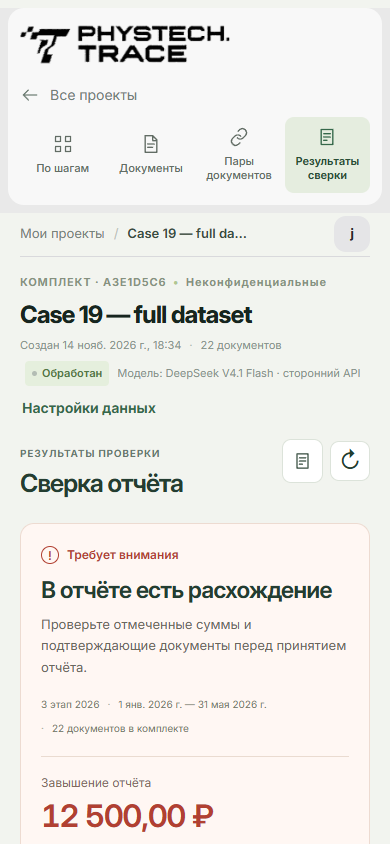 PHYSTECH.
TRACE
← Все проекты
По шагам
Документы
Пары
документов
Результаты
сверки
Мои проекты / Case 19 — full da...
j
КОМПЛЕКТ · A3E1D5C6 • Неконфиденциальные
Case 19 — full dataset
Создан 14 нояб. 2026 г., 18:34 · 22 документов
Обработан
Модель: DeepSeek V4.1 Flash · сторонний API
Настройки данных
РЕЗУЛЬТАТЫ ПРОВЕРКИ
Сверка отчёта
Требует внимания
В отчёте есть расхождение
Проверьте отмеченные суммы и
подтверждающие документы перед принятием
отчёта.
3 этап 2026 · 1 янв. 2026 г. — 31 мая 2026 г.
· 22 документов в комплекте
Завышение отчёта
12 500,00 ₽